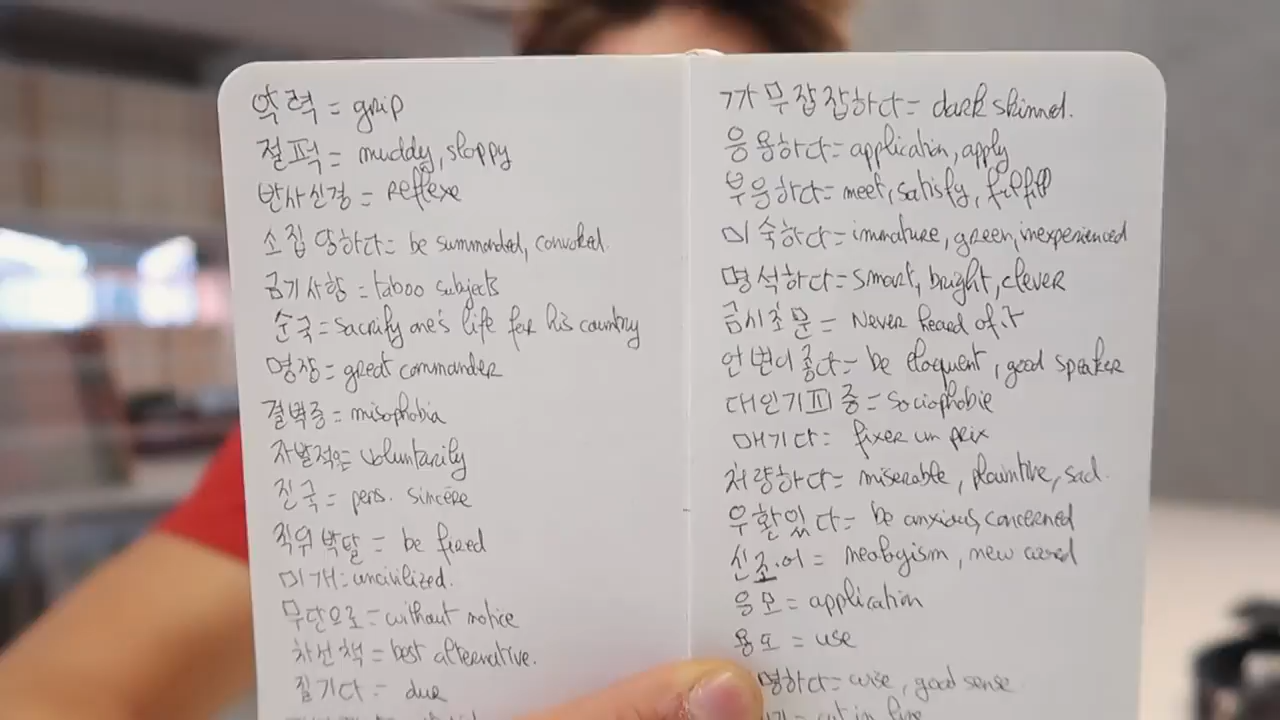 악력 = grip
질퍽 = muddy, sloppy
반사신경 = reflexe
소집 당하다 = be summonded, convoked.
금기사항 = taboo subjects
순국 = sacrify one's life for his country
명장 = great commander
결벽증 = misophobia
자발적으로 = voluntarily
진국 = pers. sincère
직위박탈 = be fired
미개 = uncivilized.
무단으로 = without notice
차선책 = best alternative.
질기다 = dur
가무잡잡하다 = dark skinned.
응용하다 = application, apply
부응하다 = meet, satisfy, fulfill
미숙하다 = immature, green, inexperienced
명석하다 = smart, bright, clever
금시초문 = Never heard of it
언변이 좋다 = be eloquent, good speaker
대인기피증 = sociophobie
매기다 = fixer un prix
처량하다 = miserable, plaintive, sad.
우환있다 = be anxious, concerned
신조어 = neologyism, new word
응모 = application
용도 = use
명하다 = wise, good sense
= cut in line